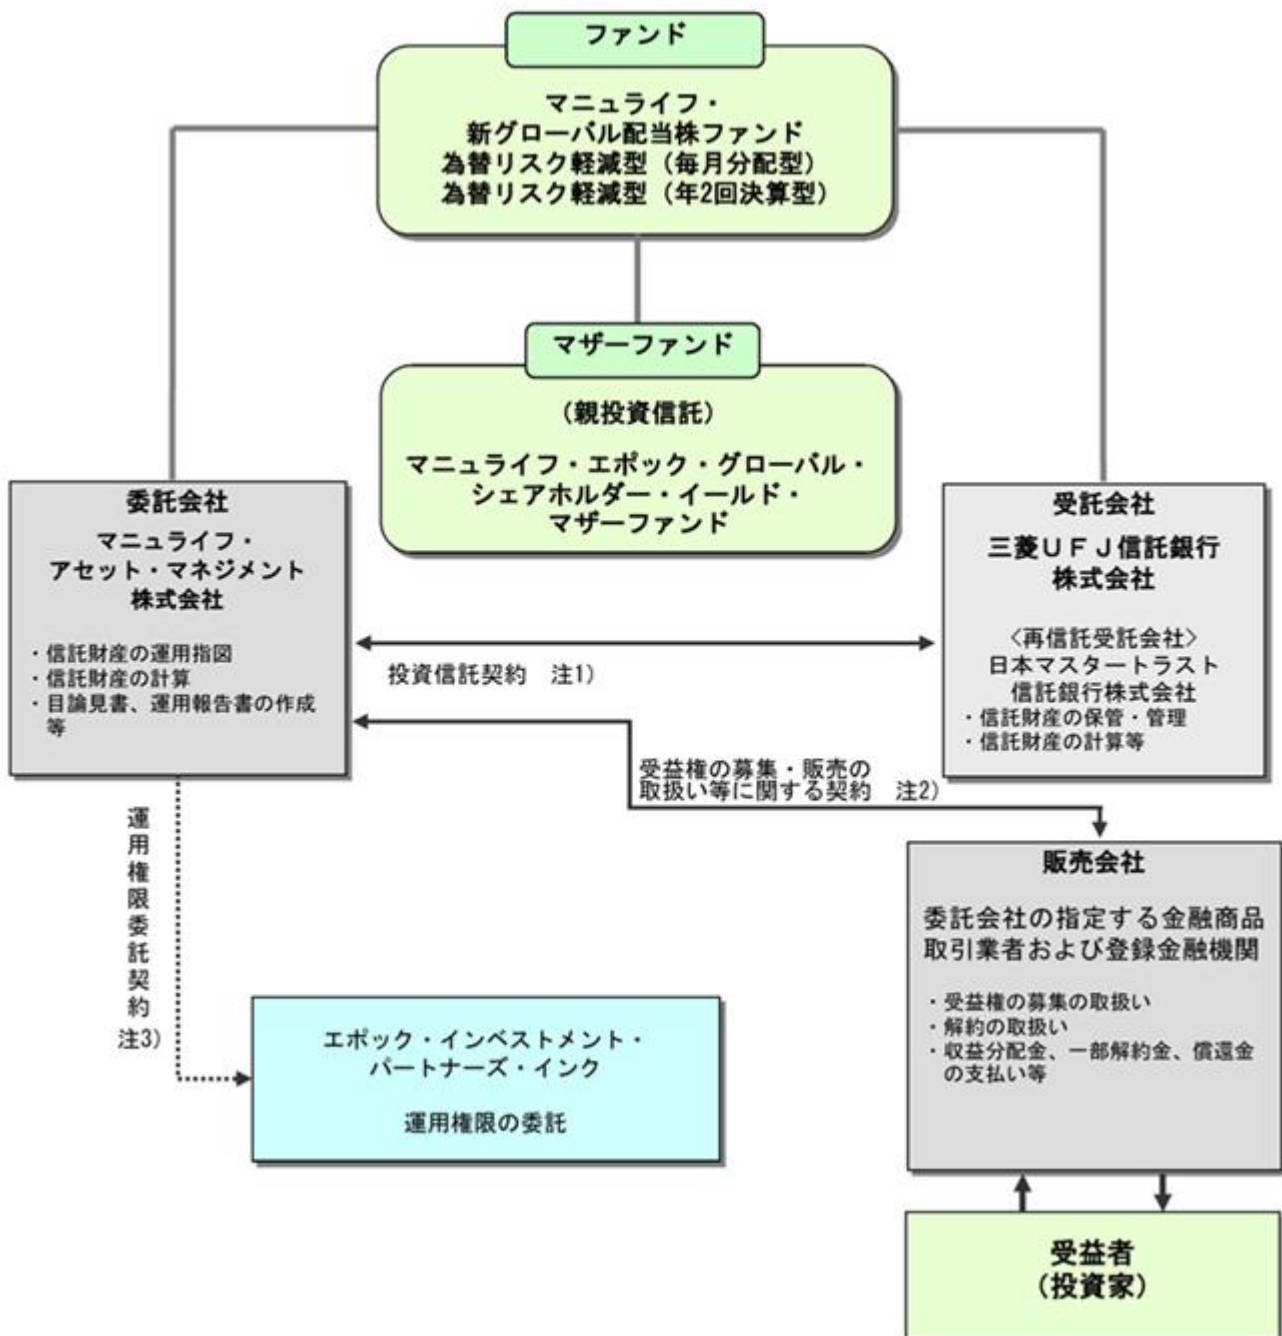 ファンド
マニュライフ・
新グローバル配当株ファンド
為替リスク軽減型（毎月分配型）
為替リスク軽減型（年2回決算型）
マザーファンド
（親投資信託）
マニュライフ・エポック・グローバル・
シェアホルダー・イールド・
マザーファンド
委託会社
マニュライフ・
アセット・マネジメント
株式会社
・信託財産の運用指図
・信託財産の計算
・目論見書、運用報告書の作成
等
受託会社
三菱ＵＦＪ信託銀行
株式会社
〈再信託受託会社〉
日本マスタートラスト
信託銀行株式会社
・信託財産の保管・管理
・信託財産の計算等
投資信託契約　注1）
受益権の募集・販売の
取扱い等に関する契約　注2）
運用権限委託契約
注3）
エポック・インベストメント・
パートナーズ・インク
運用権限の委託
販売会社
委託会社の指定する金融商品
取引業者および登録金融機関
・受益権の募集の取扱い
・解約の取扱い
・収益分配金、一部解約金、償還金
の支払い等
受益者
（投資家）